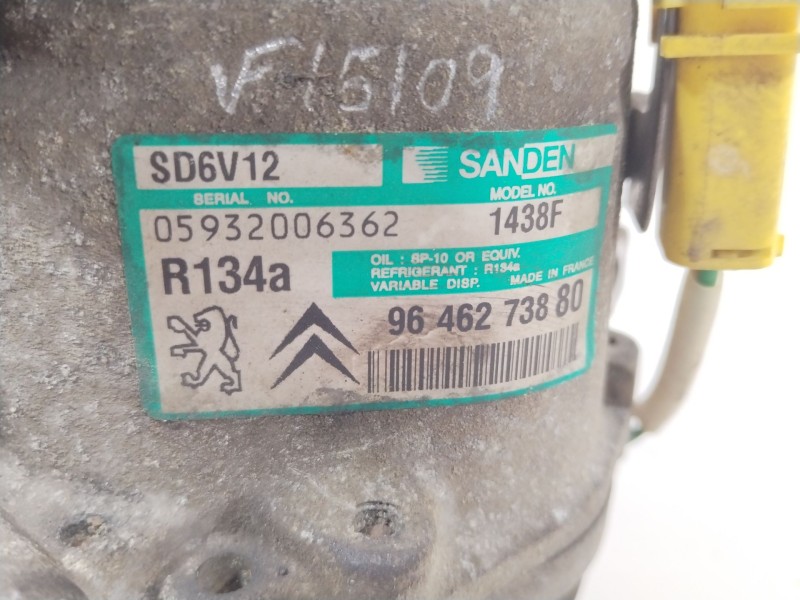 VF15109
SD6V12 SANDEN
SERIAL NO. MODEL NO.
05932006362 1438F
R134a
OIL : SP-10 OR EQUIV.
REFRIGERANT : R134a
VARIABLE DISP. MADE IN FRANCE
96 462 738 80